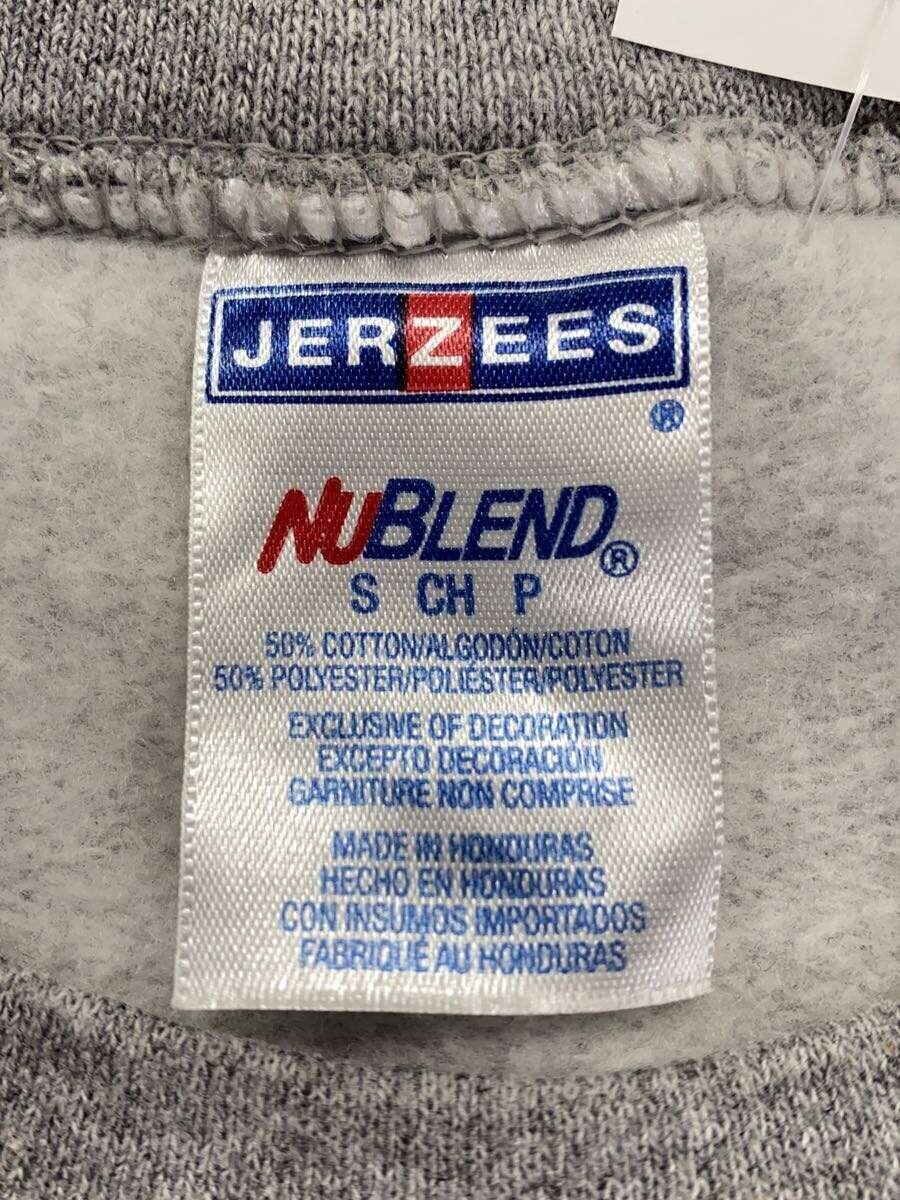 JERZEES
®
NUBLEND®
S CH P
50% COTTON/ALGODÓN/COTON
50% POLYESTER/POLIÉSTER/POLYESTER
EXCLUSIVE OF DECORATION
EXCEPTO DECORACIÓN
GARNITURE NON COMPRISE
MADE IN HONDURAS
HECHO EN HONDURAS
CON INSUMOS IMPORTADOS
FABRIQUÉ AU HONDURAS